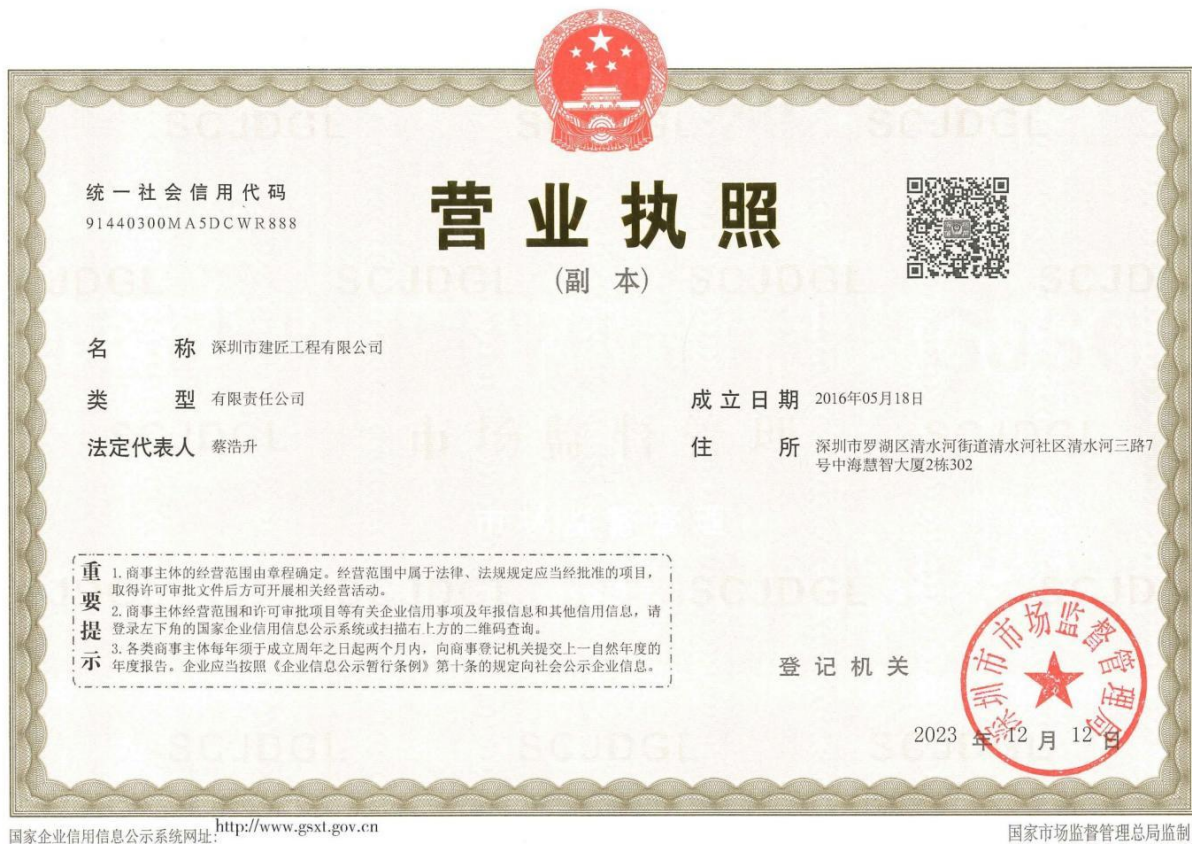 统一社会信用代码
91440300MA5DCWR888
营业执照
(副 本)
名 称 深圳市建匠工程有限公司
类 型 有限责任公司
成立日期 2016年05月18日
法定代表人 蔡浩升
住 所 深圳市罗湖区清水河街道清水河社区清水河三路7
号中海慧智大厦2栋302
重要提示
1. 商事主体的经营范围由章程确定。经营范围中属于法律、法规规定应当经批准的项目，
取得许可审批文件后方可开展相关经营活动。
2. 商事主体经营范围和许可审批项目等有关企业信用事项及年报信息和其他信用信息，请
登录左下角的国家企业信用信息公示系统或扫描右上方的二维码查询。
3. 各类商事主体每年须于成立周年之日起两个月内，向商事登记机关提交上一自然年度的
年度报告。企业应当按照《企业信息公示暂行条例》第十条的规定向社会公示企业信息。
登记机关
深圳市市场监督管理局
2023 年 12 月 12 日
国家企业信用信息公示系统网址：http://www.gsxt.gov.cn
国家市场监督管理总局监制